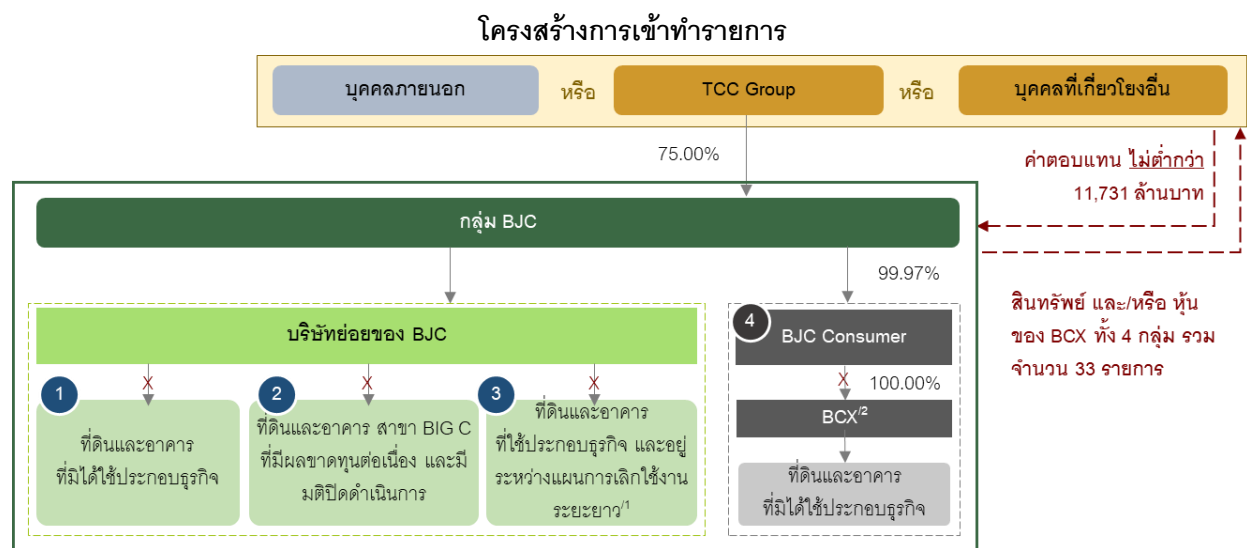 โครงสร้างการเข้าทำรายการ
บุคคลภายนอก
หรือ
TCC Group
หรือ
บุคคลที่เกี่ยวโยงอื่น
75.00%
ค่าตอบแทน ไม่ต่ำกว่า
11,731 ล้านบาท
กลุ่ม BJC
99.97%
สินทรัพย์ และ/หรือ หุ้น
ของ BCX ทั้ง 4 กลุ่ม รวม
จำนวน 33 รายการ
บริษัทย่อยของ BJC
4
BJC Consumer
X
X
X
X
100.00%
1
ที่ดินและอาคาร
ที่มิได้ใช้ประกอบธุรกิจ
2
ที่ดินและอาคาร สาขา BIG C
ที่มีผลขาดทุนต่อเนื่อง และมี
มติปิดดำเนินการ
3
ที่ดินและอาคาร
ที่ใช้ประกอบธุรกิจ และอยู่
ระหว่างแผนการเลิกใช้งาน
ระยะยาว/1
BCX/2
ที่ดินและอาคาร
ที่มิได้ใช้ประกอบธุรกิจ